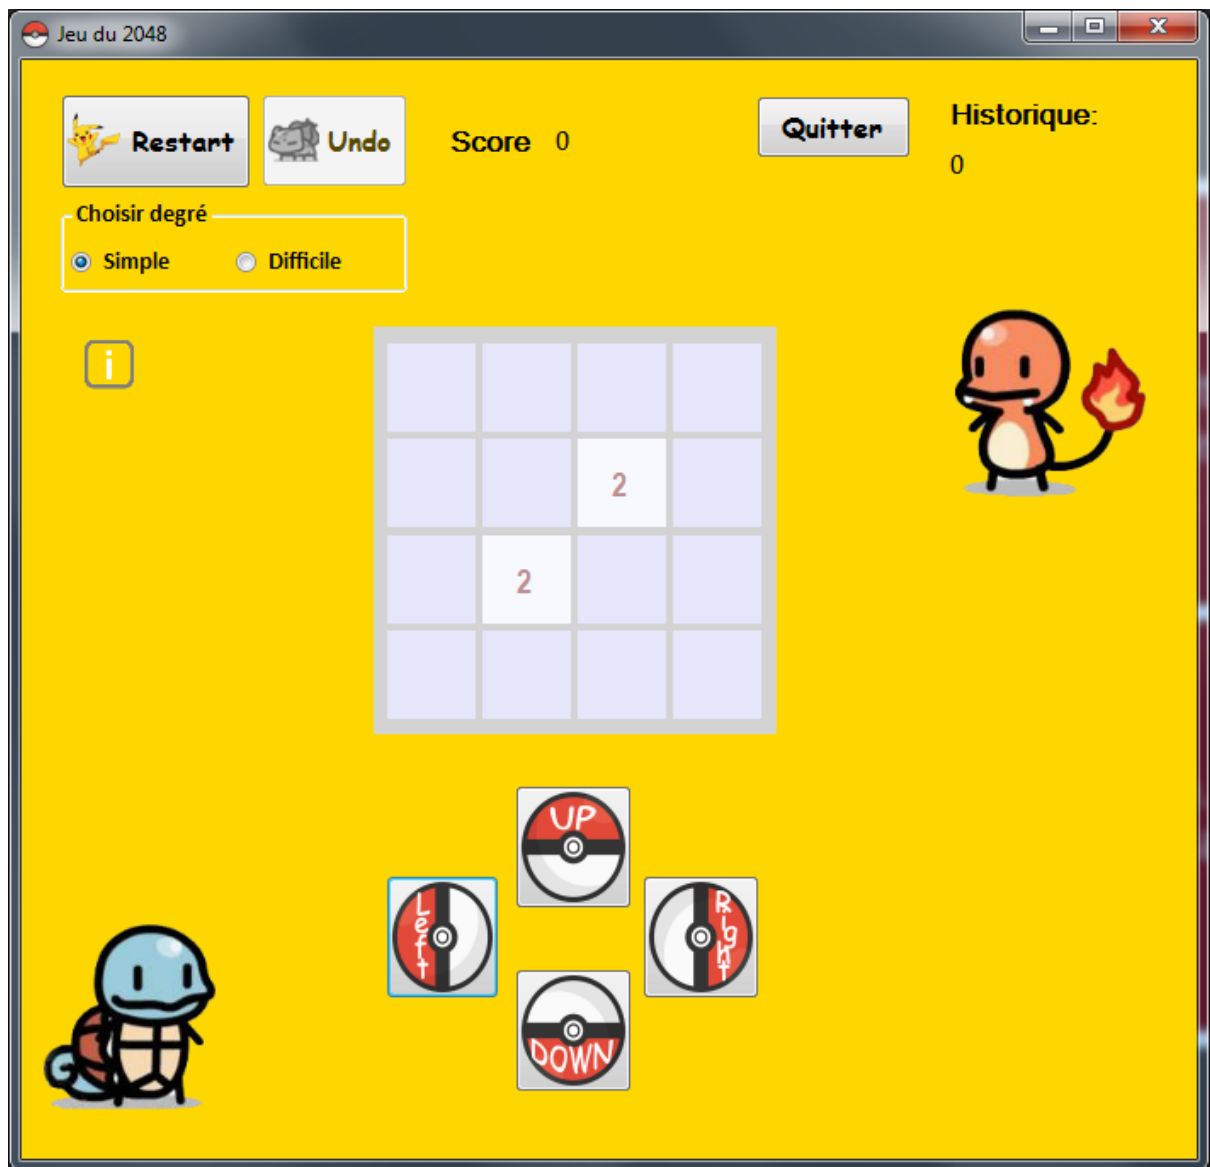 Jeu du 2048
Restart
Undo
Score 0
Quitter
Historique:
0
Choisir degré
Simple
Difficile
i
2
2
UP
Left
Right
DOWN